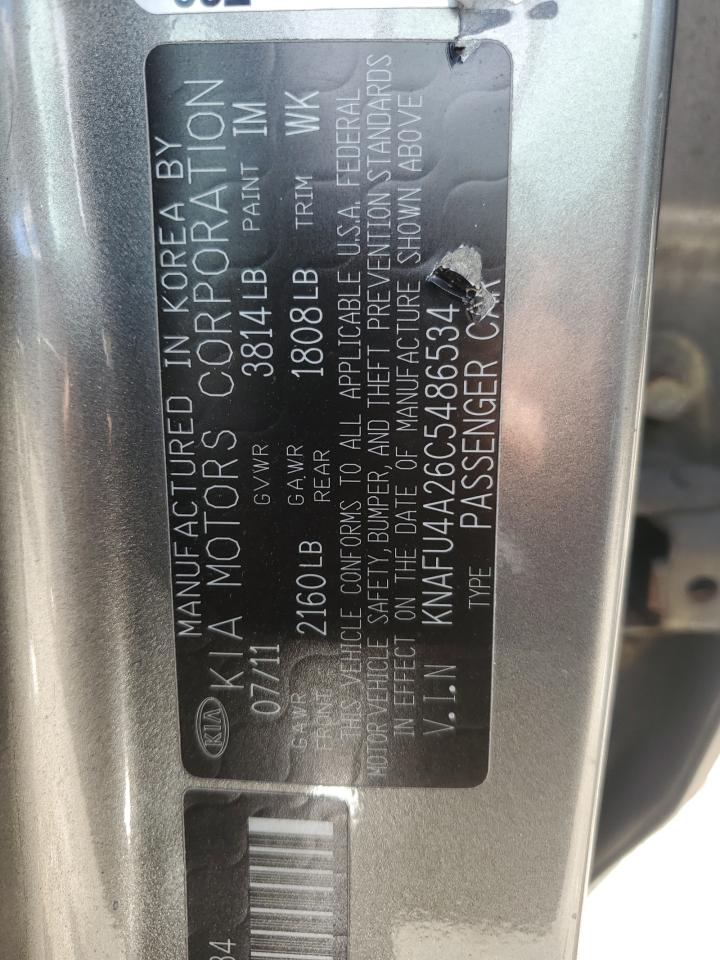 MANUFACTURED IN KOREA BY
KIA KIA MOTORS CORPORATION
07/11 GVWR 3814LB PAINT IM
GAWR FRONT 2160LB GAWR REAR 1808LB TRIM WK
THIS VEHICLE CONFORMS TO ALL APPLICABLE U.S.A. FEDERAL
MOTOR VEHICLE SAFETY, BUMPER, AND THEFT PREVENTION STANDARDS
IN EFFECT ON THE DATE OF MANUFACTURE SHOWN ABOVE
V.I.N KNAFU4A26C5486534
TYPE PASSENGER CAR